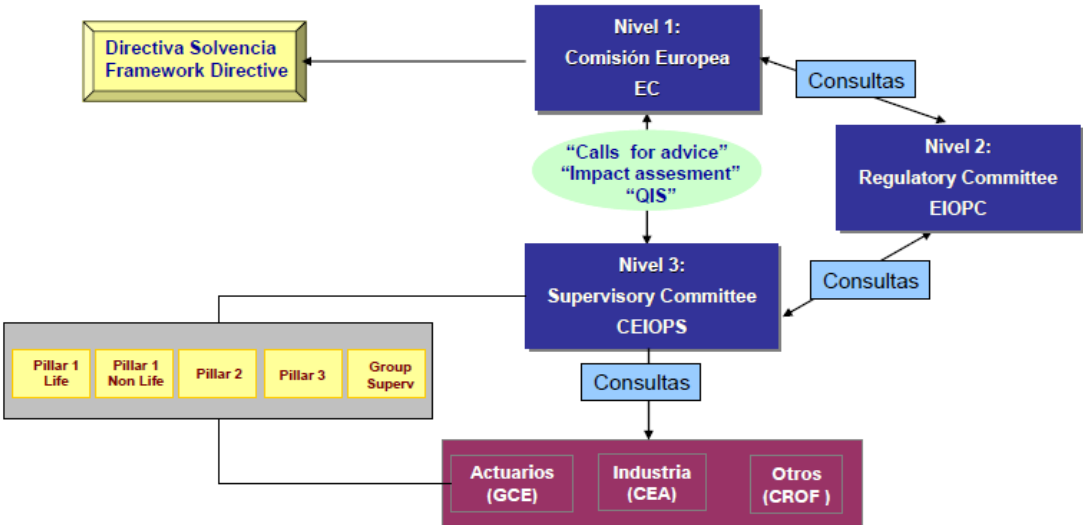 Directiva Solvencia
Framework Directive
Nivel 1:
Comisión Europea
EC
Consultas
"Calls for advice"
"Impact assesment"
"QIS"
Nivel 2:
Regulatory Committee
EIOPC
Nivel 3:
Supervisory Committee
CEIOPS
Consultas
Pillar 1
Life
Pillar 1
Non Life
Pillar 2
Pillar 3
Group
Superv
Consultas
Actuarios
(GCE)
Industria
(CEA)
Otros
(CROF )